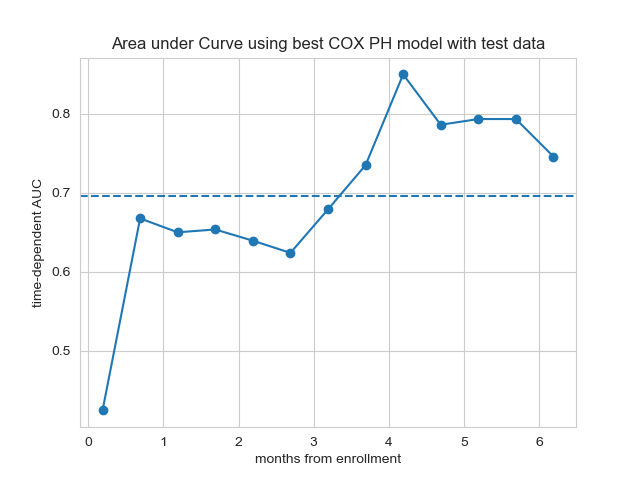 Area under Curve using best COX PH model with test data
time-dependent AUC
0.8
0.7
0.6
0.5
0 1 2 3 4 5 6
months from enrollment